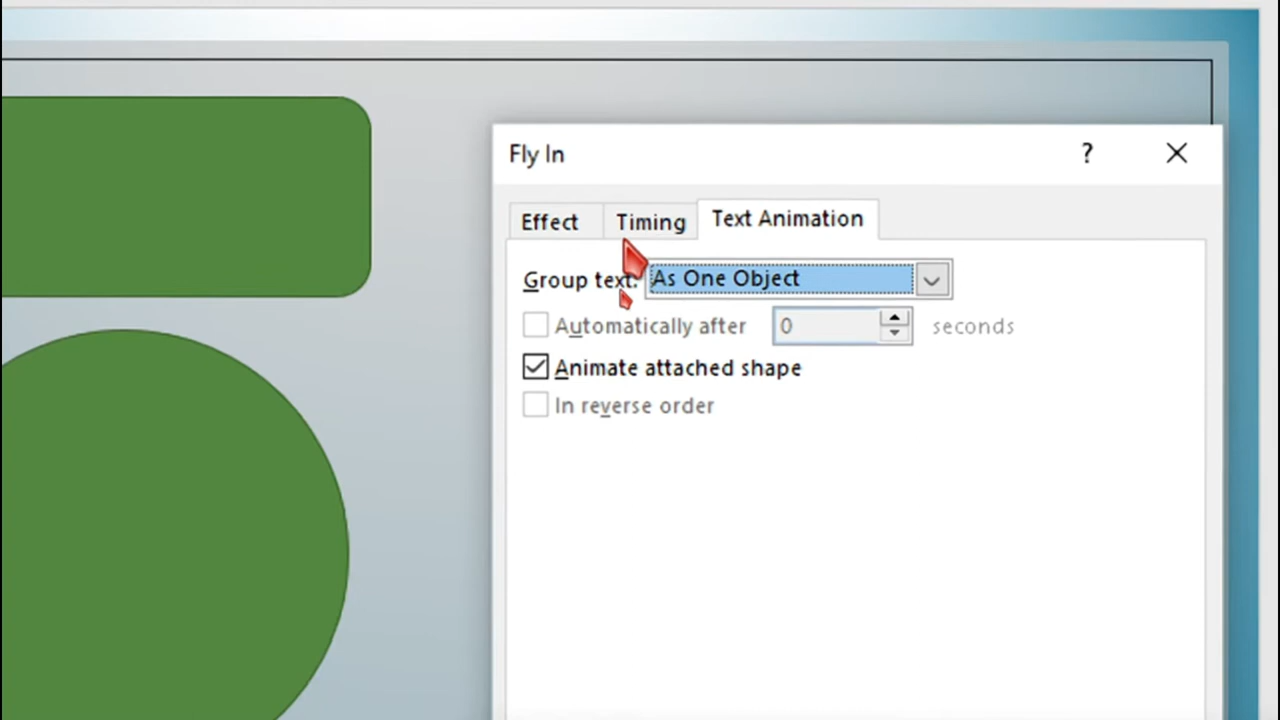 Fly In
?
Effect Timing Text Animation
Group text: As One Object
Automatically after 0 seconds
Animate attached shape
In reverse order